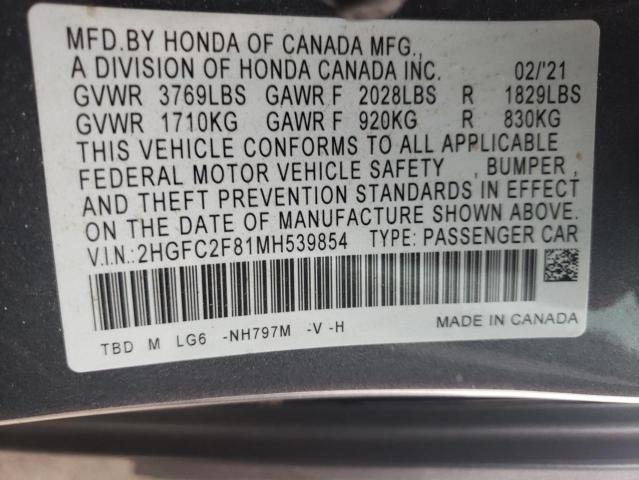 MFD.BY HONDA OF CANADA MFG.,
A DIVISION OF HONDA CANADA INC. 02/'21
GVWR 3769LBS GAWR F 2028LBS R 1829LBS
GVWR 1710KG GAWR F 920KG R 830KG
THIS VEHICLE CONFORMS TO ALL APPLICABLE
FEDERAL MOTOR VEHICLE SAFETY , BUMPER ,
AND THEFT PREVENTION STANDARDS IN EFFECT
ON THE DATE OF MANUFACTURE SHOWN ABOVE.
V.I.N.:2HGFC2F81MH539854 TYPE: PASSENGER CAR
TBD M LG6 -NH797M -V -H MADE IN CANADA